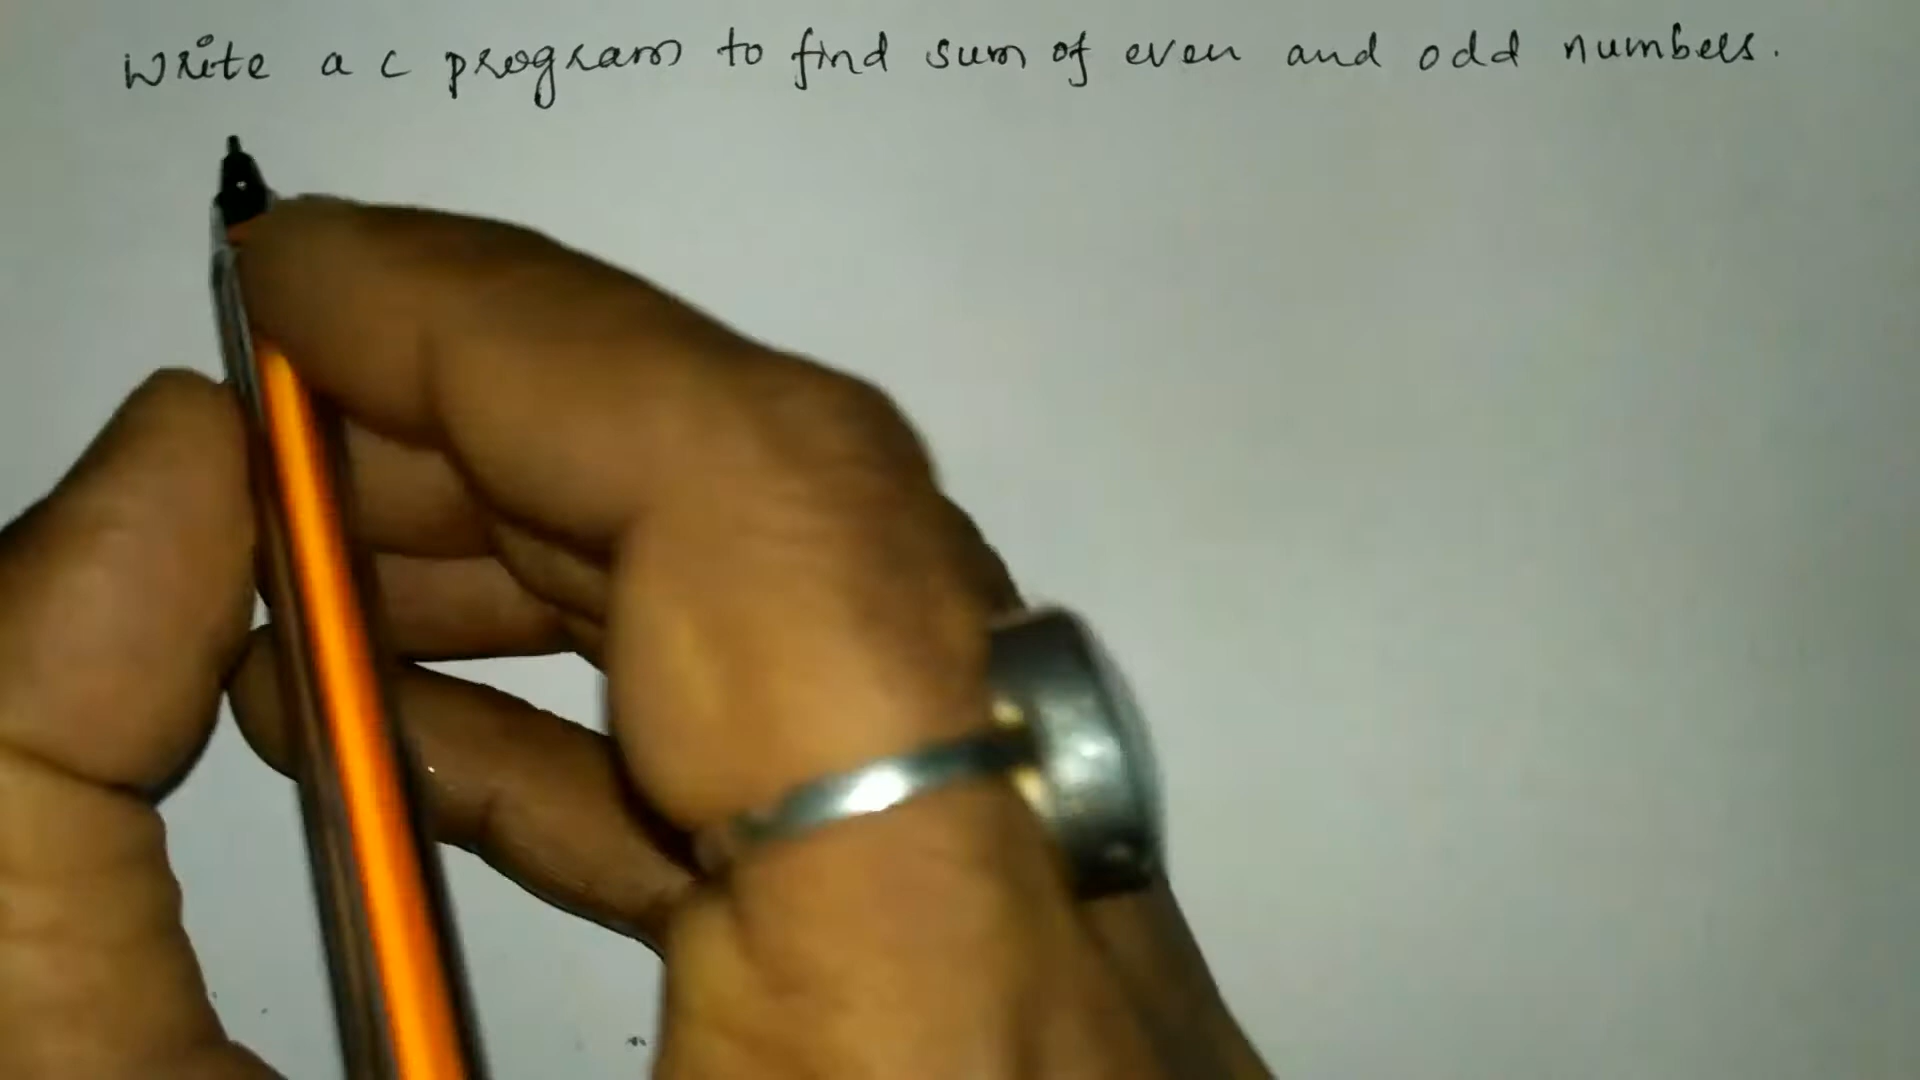 Write a c program to find sum of even and odd numbers.